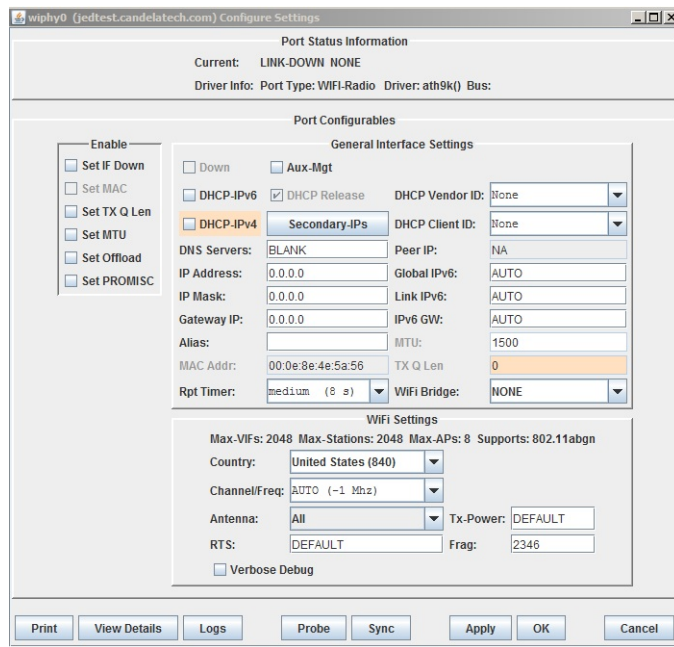 wiphy0 (jedtest.candelatech.com) Configure Settings
Port Status Information
Current: LINK-DOWN NONE
Driver Info: Port Type: WIFI-Radio Driver: ath9k() Bus:
Port Configurables
Enable
Set IF Down
Set MAC
Set TX Q Len
Set MTU
Set Offload
Set PROMISC
General Interface Settings
Down Aux-Mgt
DHCP-IPv6 DHCP Release DHCP Vendor ID: None
DHCP-IPv4 Secondary-IPs DHCP Client ID: None
DNS Servers: BLANK Peer IP: NA
IP Address: 0.0.0.0 Global IPv6: AUTO
IP Mask: 0.0.0.0 Link IPv6: AUTO
Gateway IP: 0.0.0.0 IPv6 GW: AUTO
Alias: MTU: 1500
MAC Addr: 00:0e:8e:4e:5a:56 TX Q Len 0
Rpt Timer: medium (8 s) WiFi Bridge: NONE
WiFi Settings
Max-VIFs: 2048 Max-Stations: 2048 Max-APs: 8 Supports: 802.11abgn
Country: United States (840)
Channel/Freq: AUTO (-1 Mhz)
Antenna: All Tx-Power: DEFAULT
RTS: DEFAULT Frag: 2346
Verbose Debug
Print View Details Logs Probe Sync Apply OK Cancel